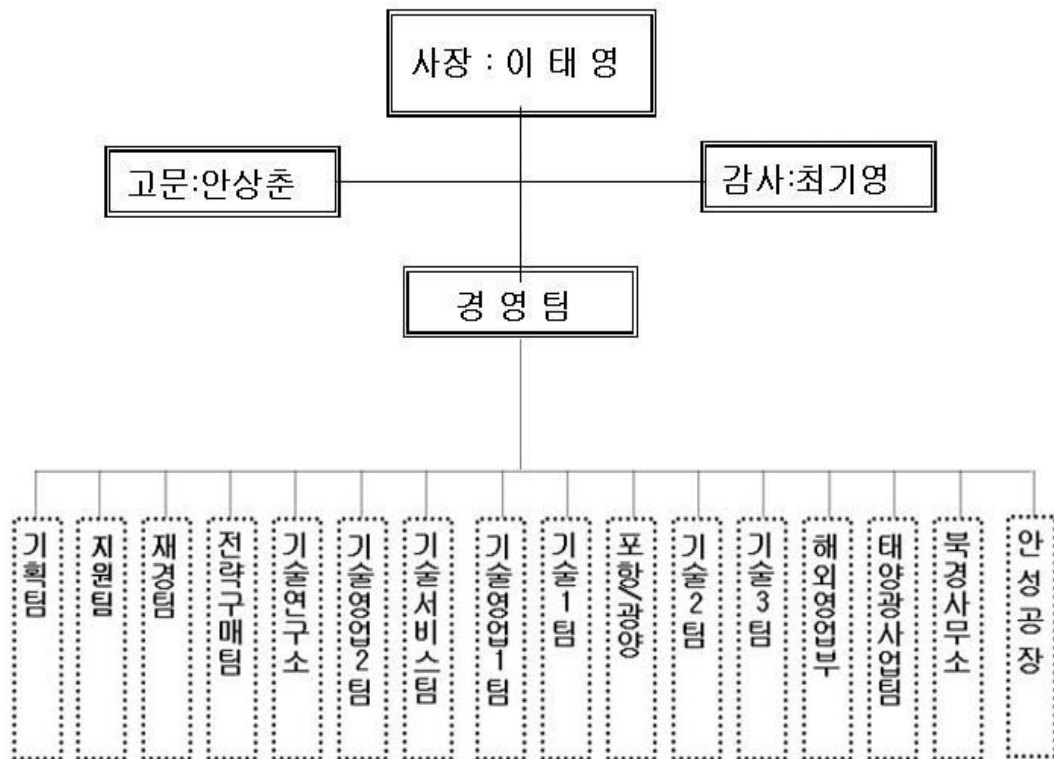 사장 : 이 태 영
고문:안상춘
감사:최기영
경 영 팀
기획팀
지원팀
재경팀
전략구매팀
기술연구소
기술영업2팀
기술서비스팀
기술영업1팀
기술1팀
포항/광양
기술2팀
기술3팀
해외영업부
태양광사업팀
북경사무소
안 성 공 장